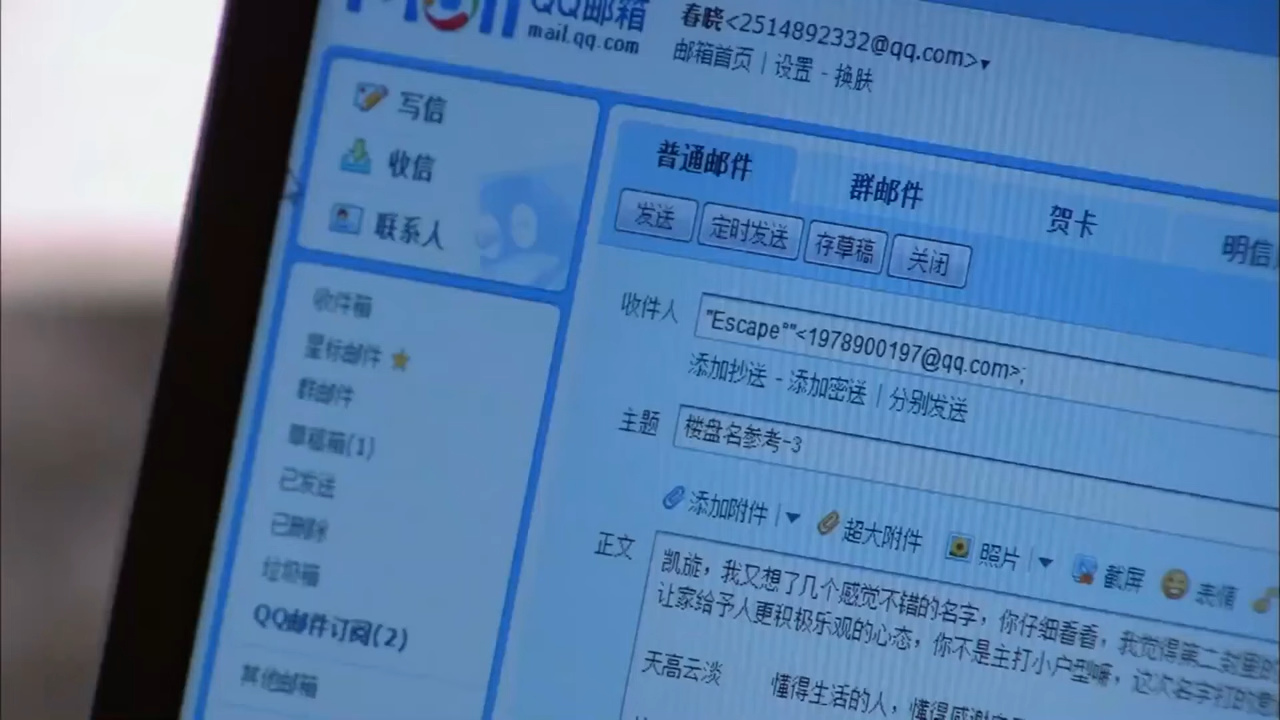 QQ邮箱
mail.qq.com
春晓<2514892332@qq.com>
邮箱首页 | 设置 - 换肤
写信
收信
联系人
收件箱
星标邮件
群邮件
草稿箱(1)
已发送
已删除
垃圾箱
QQ邮件订阅(2)
其他邮箱
普通邮件 群邮件 贺卡 明信
发送 定时发送 存草稿 关闭
收件人 "Escape°"<1978900197@qq.com>;
添加抄送 - 添加密送 | 分别发送
主题 楼盘名参考-3
添加附件 | 超大附件 照片 | 截屏 表情
正文 凯旋，我又想了几个感觉不错的名字，你仔细看看，我觉得第二封里的
让家给予人更积极乐观的心态，你不是主打小户型嘛，这次名字打的意
天高云淡 懂得生活的人，懂得感谢